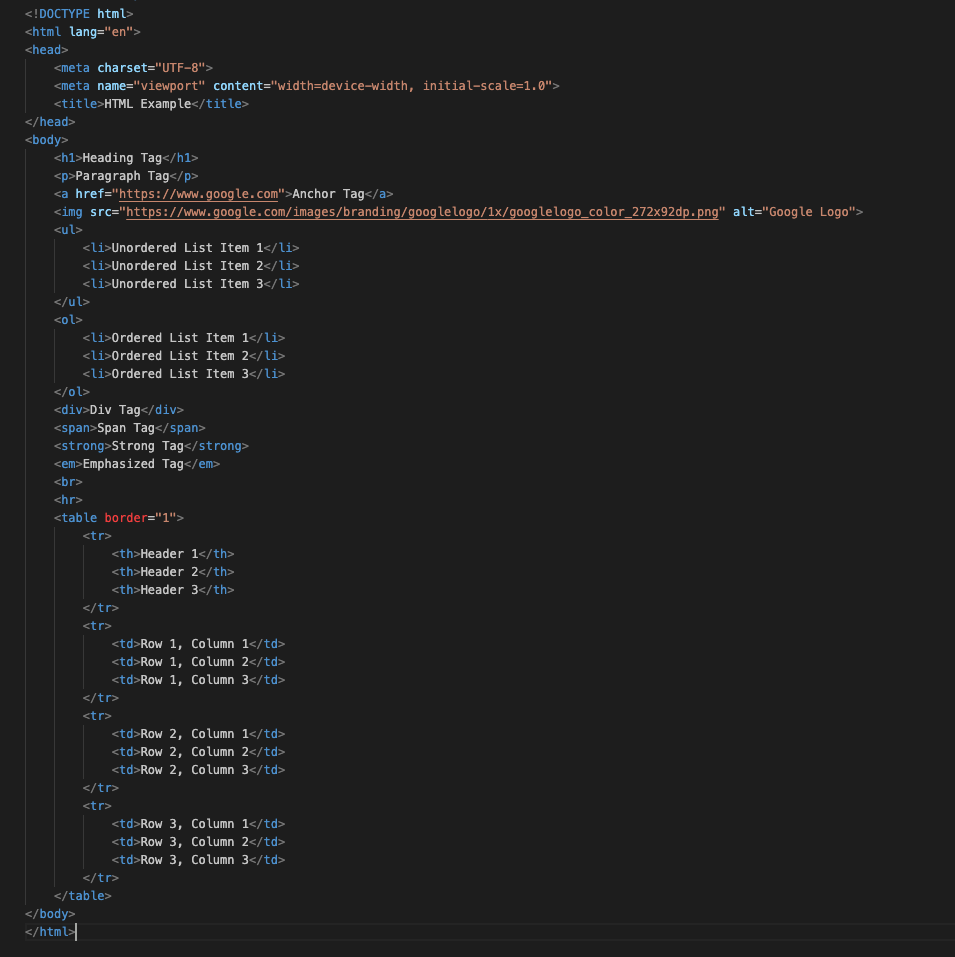 <!DOCTYPE html>
<html lang="en">
<head>
    <meta charset="UTF-8">
    <meta name="viewport" content="width=device-width, initial-scale=1.0">
    <title>HTML Example</title>
</head>
<body>
    <h1>Heading Tag</h1>
    <p>Paragraph Tag</p>
    <a href="https://www.google.com">Anchor Tag</a>
    <img src="https://www.google.com/images/branding/googlelogo/1x/googlelogo_color_272x92dp.png" alt="Google Logo">
    <ul>
        <li>Unordered List Item 1</li>
        <li>Unordered List Item 2</li>
        <li>Unordered List Item 3</li>
    </ul>
    <ol>
        <li>Ordered List Item 1</li>
        <li>Ordered List Item 2</li>
        <li>Ordered List Item 3</li>
    </ol>
    <div>Div Tag</div>
    <span>Span Tag</span>
    <strong>Strong Tag</strong>
    <em>Emphasized Tag</em>
    <br>
    <hr>
    <table border="1">
        <tr>
            <th>Header 1</th>
            <th>Header 2</th>
            <th>Header 3</th>
        </tr>
        <tr>
            <td>Row 1, Column 1</td>
            <td>Row 1, Column 2</td>
            <td>Row 1, Column 3</td>
        </tr>
        <tr>
            <td>Row 2, Column 1</td>
            <td>Row 2, Column 2</td>
            <td>Row 2, Column 3</td>
        </tr>
        <tr>
            <td>Row 3, Column 1</td>
            <td>Row 3, Column 2</td>
            <td>Row 3, Column 3</td>
        </tr>
    </table>
</body>
</html>